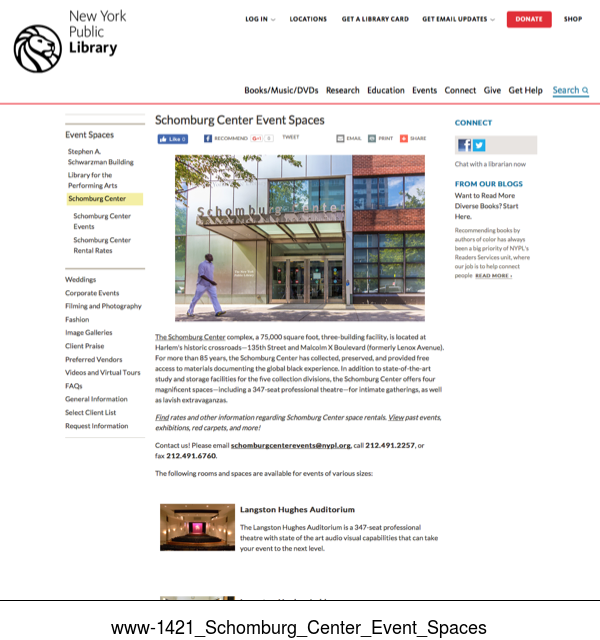 New York
Public
Library
LOG IN
LOCATIONS
GET A LIBRARY CARD
GET EMAIL UPDATES
DONATE
SHOP
Books/Music/DVDs
Research
Education
Events
Connect
Give
Get Help
Search
Event Spaces
Stephen A.
Schwarzman Building
Library for the
Performing Arts
Schomburg Center
Schomburg Center
Events
Schomburg Center
Rental Rates
Weddings
Corporate Events
Filming and Photography
Fashion
Image Galleries
Client Praise
Preferred Vendors
Videos and Virtual Tours
FAQs
General Information
Select Client List
Request Information
Schomburg Center Event Spaces
Like 0
RECOMMEND
G+1
0
TWEET
EMAIL
PRINT
SHARE
Schomburg Center
The Schomburg Center complex, a 75,000 square foot, three-building facility, is located at
Harlem's historic crossroads—135th Street and Malcolm X Boulevard (formerly Lenox Avenue).
For more than 85 years, the Schomburg Center has collected, preserved, and provided free
access to materials documenting the global black experience. In addition to state-of-the-art
study and storage facilities for the five collection divisions, the Schomburg Center offers four
magnificent spaces—including a 347-seat professional theatre—for intimate gatherings, as well
as lavish extravaganzas.
Find rates and other information regarding Schomburg Center space rentals. View past events,
exhibitions, red carpets, and more!
Contact us! Please email schomburgcenterevents@nypl.org, call 212.491.2257, or
fax 212.491.6760.
The following rooms and spaces are available for events of various sizes:
Langston Hughes Auditorium
The Langston Hughes Auditorium is a 347-seat professional
theatre with state of the art audio visual capabilities that can take
your event to the next level.
CONNECT
Chat with a librarian now
FROM OUR BLOGS
Want to Read More
Diverse Books? Start
Here.
Recommending books by
authors of color has always
been a big priority of NYPL's
Readers Services unit, where
our job is to help connect
people READ MORE ›
www-1421_Schomburg_Center_Event_Spaces